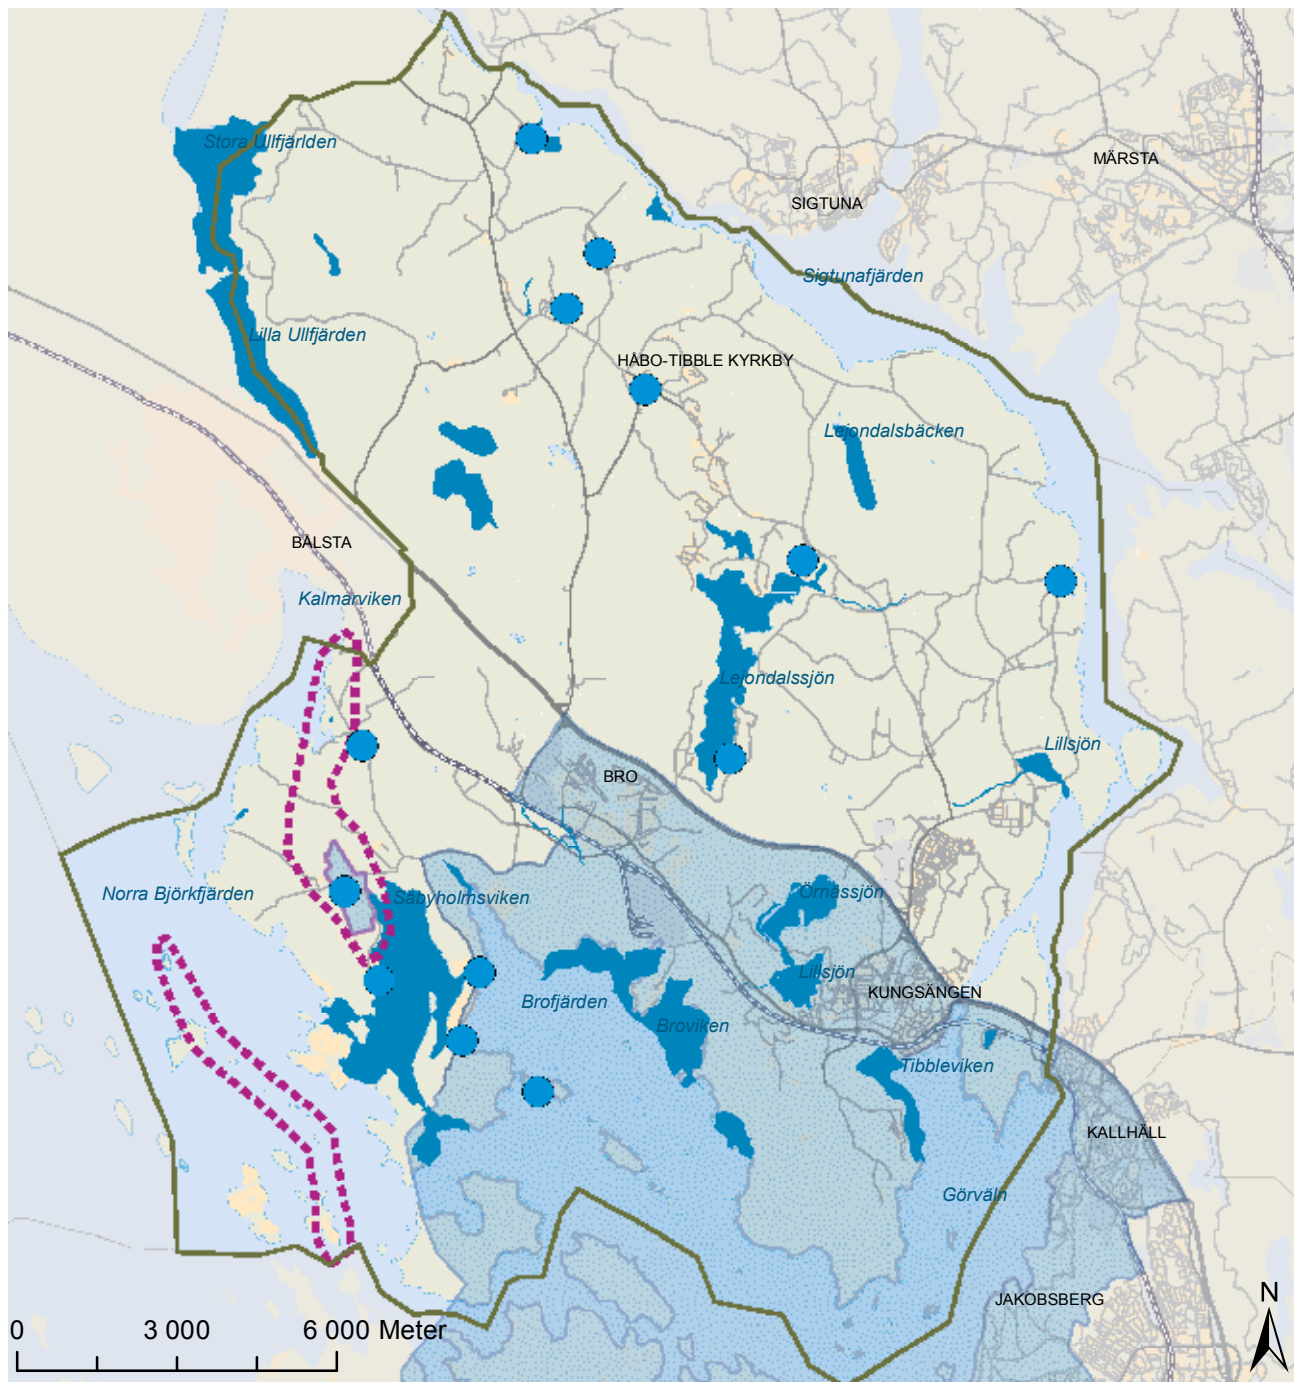 Stora Ullfjärlden
MÄRSTA
SIGTUNA
Sigtunafjärden
Lilla Ullfjärden
HÅBO-TIBBLE KYRKBY
Lejondalsbäcken
BÅLSTA
Kalmarviken
Lejondalssjön
Lillsjön
BRO
Norra Björkfjärden
Säbyholmsviken
Örnässjön
Lillsjön
KUNGSÄNGEN
Brofjärden
Broviken
Tibbleviken
KALLHÄLL
Görväln
JAKOBSBERG
N
0 3 000 6 000 Meter